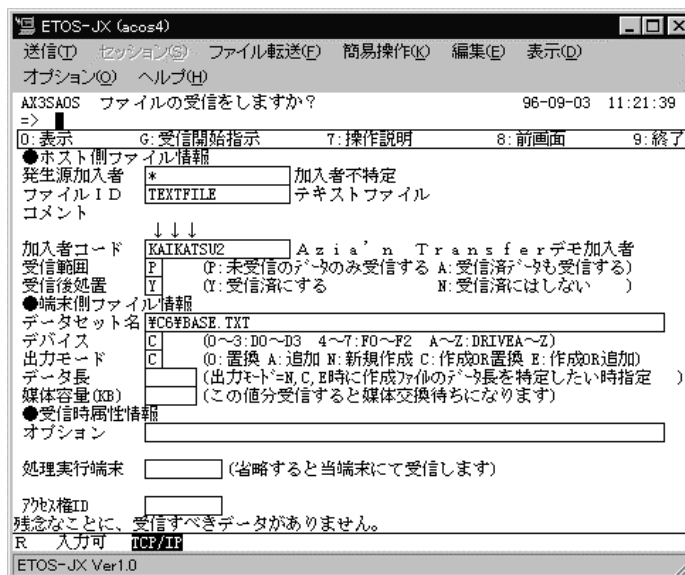 ETOS-JX (acos4)
送信(T) セッション(S) ファイル転送(F) 簡易操作(K) 編集(E) 表示(D)
オプション(O) ヘルプ(H)
AX3SAOS ファイルの受信をしますか? 96-09-03 11:21:39
=>
0:表示 G:受信開始指示 7:操作説明 8:前画面 9:終了
●ホスト側ファイル情報
発生源加入者 * 加入者不特定
ファイルID TEXTFILE テキストファイル
コメント
↓↓↓
加入者コード KAIKATSU2 Azia'n Transferデモ加入者
受信範囲 P (P:未受信のデータのみ受信する A:受信済データも受信する)
受信後処置 Y (Y:受信済にする N:受信済にはしない )
●端末側ファイル情報
データセット名 ¥C6¥BASE.TXT
デバイス C (0~3:D0~D3 4~7:F0~F2 A~Z:DRIVEA~Z)
出力モード C (O:置換 A:追加 N:新規作成 C:作成OR置換 E:作成OR追加)
データ長 (出力モード=N,C,E時に作成ファイルのデータ長を特定したい時指定 )
媒体容量(KB) (この値分受信すると媒体交換待ちになります)
●受信時属性情報
オプション
処理実行端末 (省略すると当端末にて受信します)
アクセス権ID
残念なことに、受信すべきデータがありません。
R 入力可 TCP/IP
ETOS-JX Ver1.0